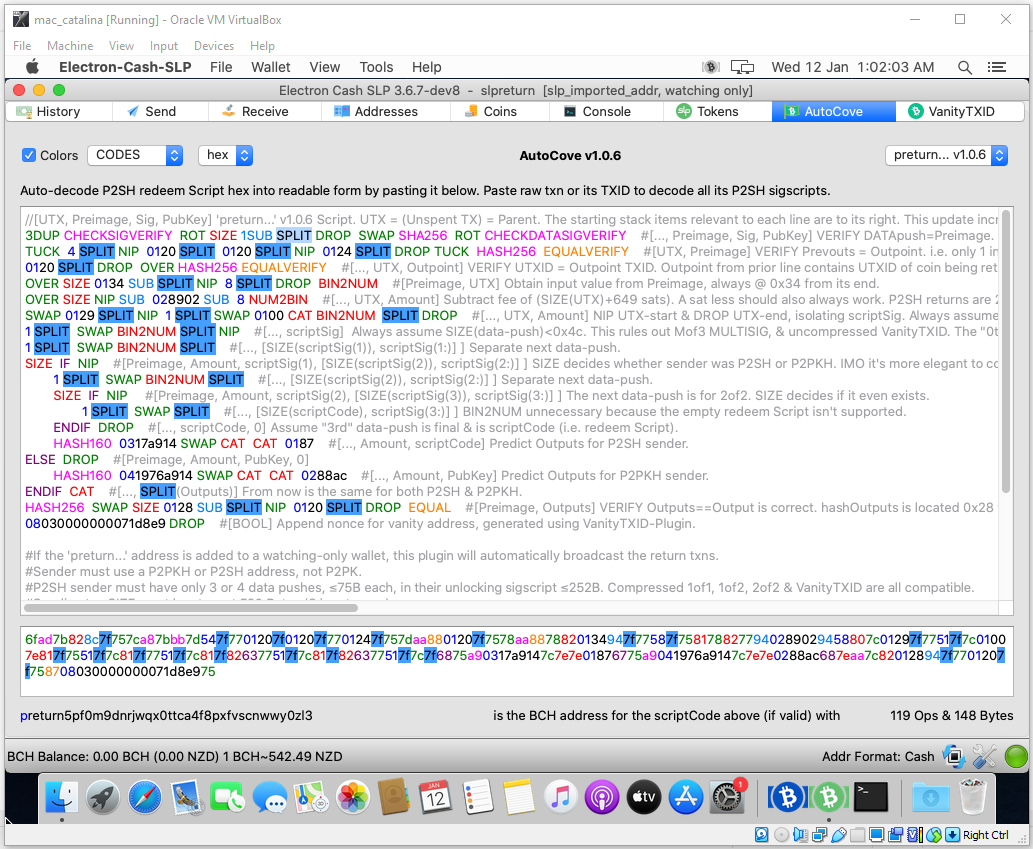 mac_catalina [Running] - Oracle VM VirtualBox
File Machine View Input Devices Help
Electron-Cash-SLP File Wallet View Tools Help Wed 12 Jan 1:02:03 AM
Electron Cash SLP 3.6.7-dev8 - slpreturn [slp_imported_addr, watching only]
History Send Receive Addresses Coins Console Tokens AutoCove VanityTXID
Colors CODES hex AutoCove v1.0.6 preturn... v1.0.6
Auto-decode P2SH redeem Script hex into readable form by pasting it below. Paste raw txn or its TXID to decode all its P2SH sigscripts.
//[UTX, Preimage, Sig, PubKey] 'preturn...' v1.0.6 Script. UTX = (Unspent TX) = Parent. The starting stack items relevant to each line are to its right. This update incr
3DUP CHECKSIGVERIFY ROT SIZE 1SUB SPLIT DROP SWAP SHA256 ROT CHECKDATASIGVERIFY #[..., Preimage, Sig, PubKey] VERIFY DATApush=Preimage.
TUCK 4 SPLIT NIP 0120 SPLIT 0120 SPLIT NIP 0124 SPLIT DROP TUCK HASH256 EQUALVERIFY #[UTX, Preimage] VERIFY Prevouts = Outpoint. i.e. only 1 in
0120 SPLIT DROP OVER HASH256 EQUALVERIFY #[..., UTX, Outpoint] VERIFY UTXID = Outpoint TXID. Outpoint from prior line contains UTXID of coin being ret
OVER SIZE 0134 SUB SPLIT NIP 8 SPLIT DROP BIN2NUM #[Preimage, UTX] Obtain input value from Preimage, always @ 0x34 from its end.
OVER SIZE NIP SUB 028902 SUB 8 NUM2BIN #[..., UTX, Amount] Subtract fee of (SIZE(UTX)+649 sats). A sat less should also always work. P2SH returns are 2
SWAP 0129 SPLIT NIP 1 SPLIT SWAP 0100 CAT BIN2NUM SPLIT DROP #[..., UTX, Amount] NIP UTX-start & DROP UTX-end, isolating scriptSig. Always assume
1 SPLIT SWAP BIN2NUM SPLIT NIP #[..., scriptSig] Always assume SIZE(data-push)<0x4c. This rules out Mof3 MULTISIG, & uncompressed VanityTXID. The "0t
1 SPLIT SWAP BIN2NUM SPLIT #[..., [SIZE(scriptSig(1)), scriptSig(1:)] ] Separate next data-push.
SIZE IF NIP #[Preimage, Amount, scriptSig(1), [SIZE(scriptSig(2)), scriptSig(2:)] ] SIZE decides whether sender was P2SH or P2PKH. IMO it's more elegant to co
1 SPLIT SWAP BIN2NUM SPLIT #[..., [SIZE(scriptSig(2)), scriptSig(2:)] ] Separate next data-push.
SIZE IF NIP #[Preimage, Amount, scriptSig(2), [SIZE(scriptSig(3)), scriptSig(3:)] ] The next data-push is for 2of2. SIZE decides if it even exists.
1 SPLIT SWAP SPLIT #[..., [SIZE(scriptCode), scriptSig(3:)] ] BIN2NUM unnecessary because the empty redeem Script isn't supported.
ENDIF DROP #[..., scriptCode, 0] Assume "3rd" data-push is final & is scriptCode (i.e. redeem Script).
HASH160 0317a914 SWAP CAT CAT 0187 #[..., Amount, scriptCode] Predict Outputs for P2SH sender.
ELSE DROP #[Preimage, Amount, PubKey, 0]
HASH160 041976a914 SWAP CAT CAT 0288ac #[..., Amount, PubKey] Predict Outputs for P2PKH sender.
ENDIF CAT #[..., SPLIT(Outputs)] From now is the same for both P2SH & P2PKH.
HASH256 SWAP SIZE 0128 SUB SPLIT NIP 0120 SPLIT DROP EQUAL #[Preimage, Outputs] VERIFY Outputs==Output is correct. hashOutputs is located 0x28
08030000000071d8e9 DROP #[BOOL] Append nonce for vanity address, generated using VanityTXID-Plugin.
#If the 'preturn...' address is added to a watching-only wallet, this plugin will automatically broadcast the return txns.
#Sender must use a P2PKH or P2SH address, not P2PK.
#P2SH sender must have only 3 or 4 data pushes, ≤75B each, in their unlocking sigscript ≤252B. Compressed 1of1, 1of2, 2of2 & VanityTXID are all compatible.
6fad7b828c7f757ca87bbb7d547f7701207f01207f7701247f757daa8801207f7578aa8878820134947f77587f758178827794028902945880​7c01297f77517f7c0100
7e817f75517f7c817f77517f7c817f82637751​7f7c817f826377517f7c7f6875a90317a9147c7e7e01876775a9041976a9147c7e7e0288ac687eaa7c820128947f7701207
f758708030000000071d8e975
preturn5pf0m9dnrjwqx0ttca4f8pxfvscnwwy0zl3 is the BCH address for the scriptCode above (if valid) with 119 Ops & 148 Bytes
BCH Balance: 0.00 BCH (0.00 NZD) 1 BCH~542.49 NZD Addr Format: Cash
JAN
12
1
tv
Right Ctrl